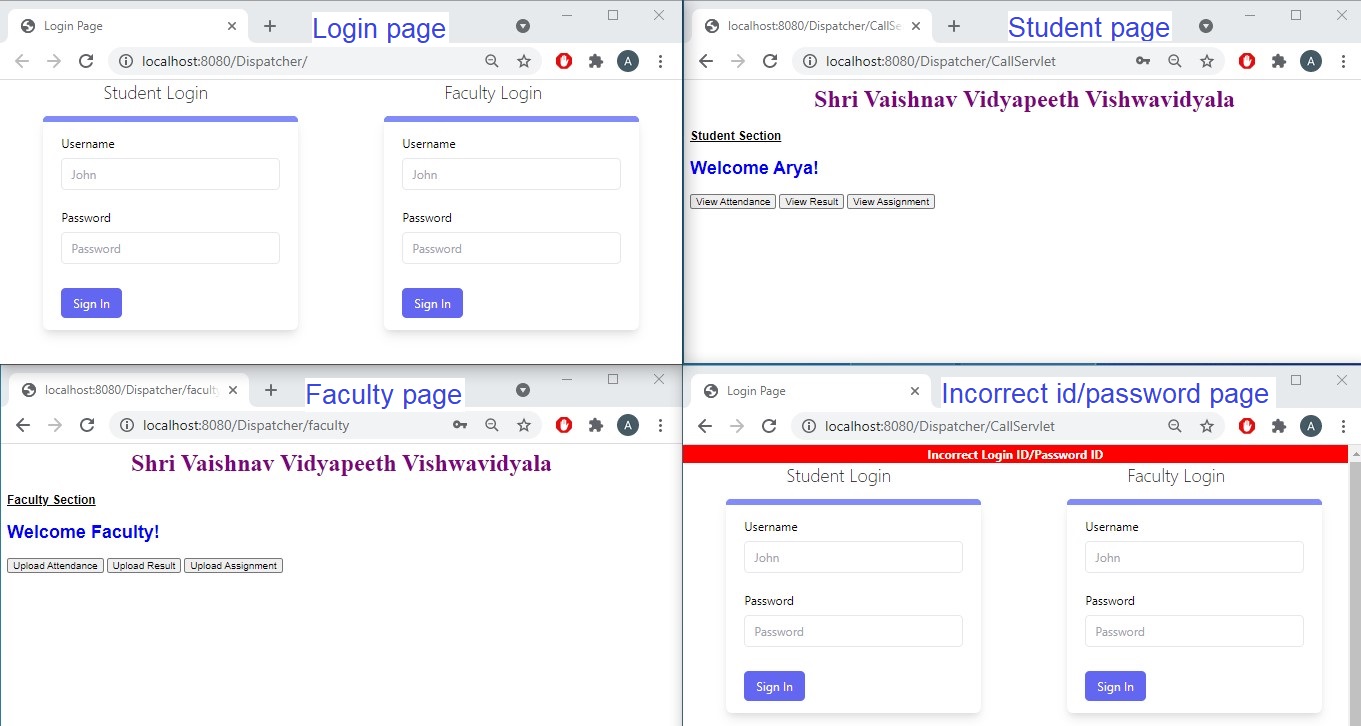 Login Page
Login page
localhost:8080/Dispatcher/
Student Login
Faculty Login
Username
Username
John
John
Password
Password
Password
Password
Sign In
Sign In
localhost:8080/Dispatcher/CallSe
Student page
localhost:8080/Dispatcher/CallServlet
A
A
Shri Vaishnav Vidyapeeth Vishwavidyala
Student Section
Welcome Arya!
View Attendance View Result View Assignment
localhost:8080/Dispatcher/facult
Faculty page
localhost:8080/Dispatcher/faculty
A
Shri Vaishnav Vidyapeeth Vishwavidyala
Faculty Section
Welcome Faculty!
Upload Attendance Upload Result Upload Assignment
Login Page
Incorrect id/password page
localhost:8080/Dispatcher/CallServlet
A
Incorrect Login ID/Password ID
Student Login
Faculty Login
Username
Username
John
John
Password
Password
Password
Password
Sign In
Sign In